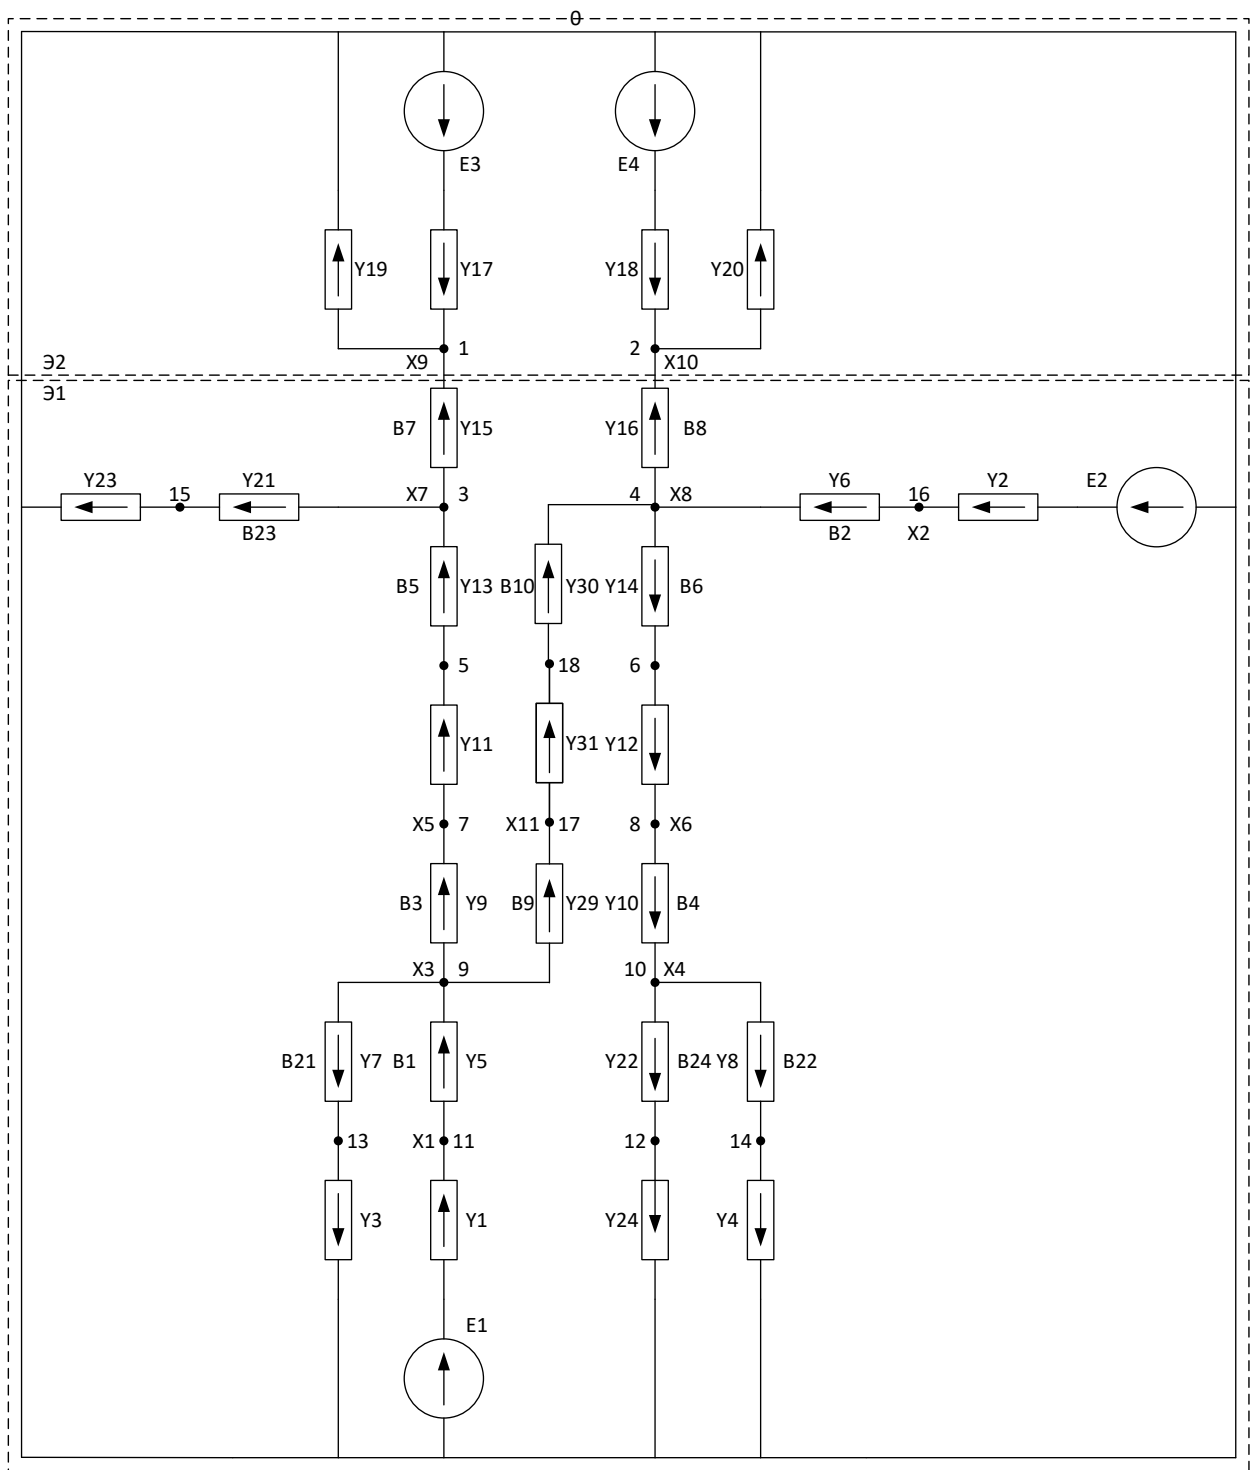 0
E3 E4
Y19 Y17 Y18 Y20
1 2
X9 X10
Э2
Э1
B7 Y15 Y16 B8
Y23 Y21 Y6 Y2 E2
15 X7 3 4 X8 16
B23 B2 X2
B5 Y13 B10 Y30 Y14 B6
5 18 6
Y11 Y31 Y12
X5 7 X11 17 8 X6
B3 Y9 B9 Y29 Y10 B4
X3 9 10 X4
B21 Y7 B1 Y5 Y22 B24 Y8 B22
13 X1 11 12 14
Y3 Y1 Y24 Y4
E1